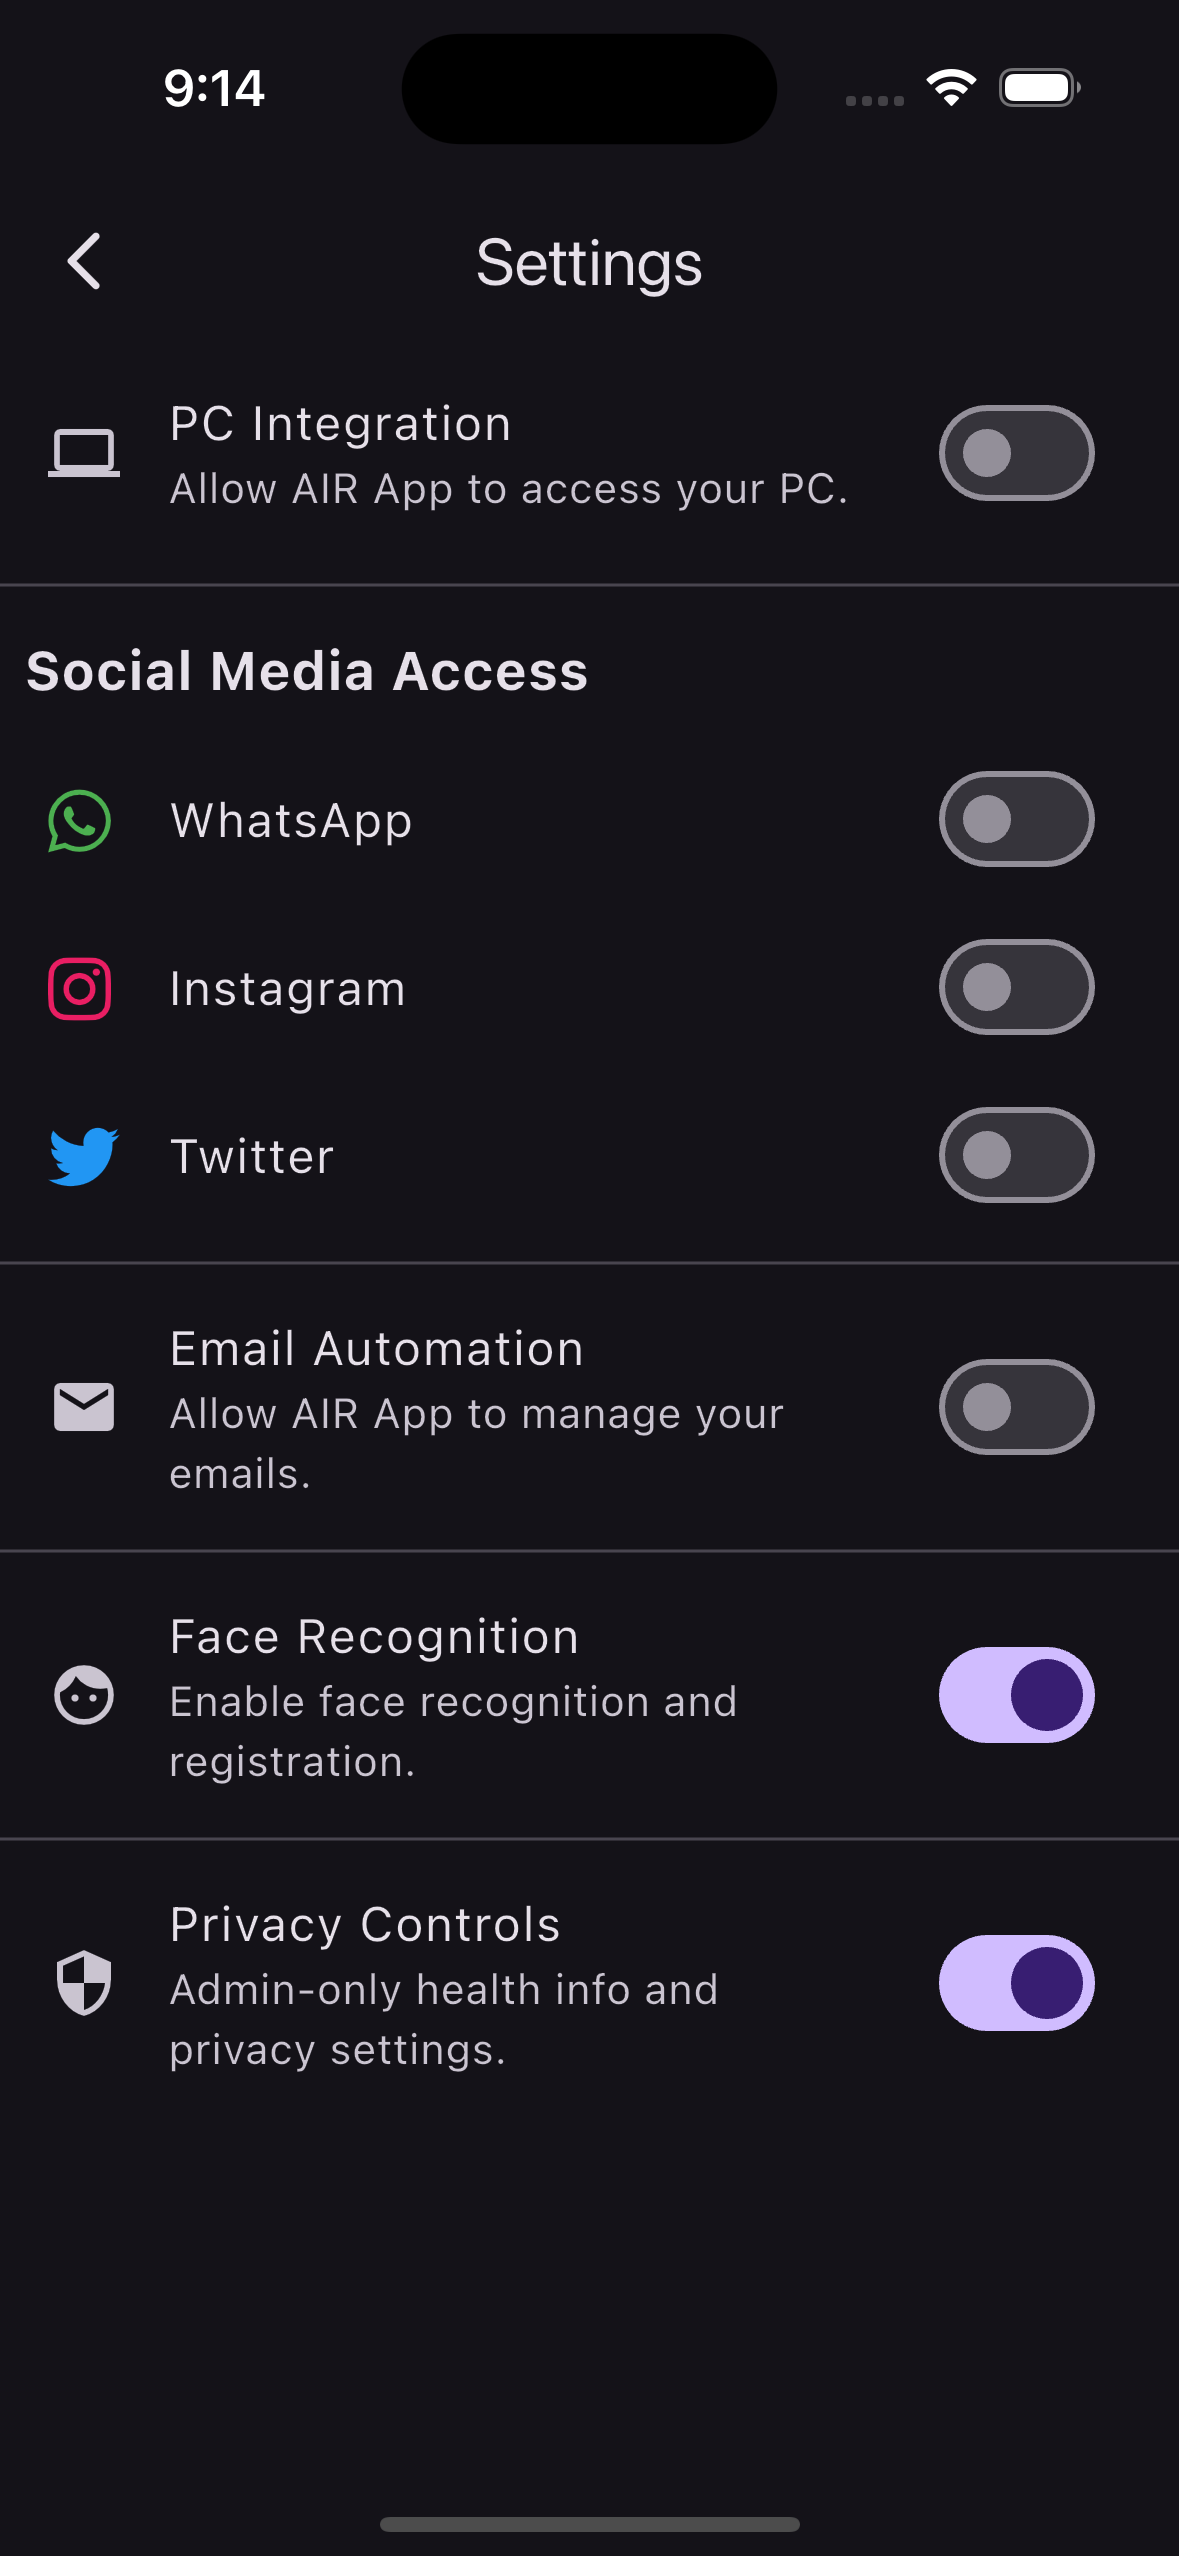 9:14
Settings
PC Integration
Allow AIR App to access your PC.
Social Media Access
WhatsApp
Instagram
Twitter
Email Automation
Allow AIR App to manage your
emails.
Face Recognition
Enable face recognition and
registration.
Privacy Controls
Admin-only health info and
privacy settings.